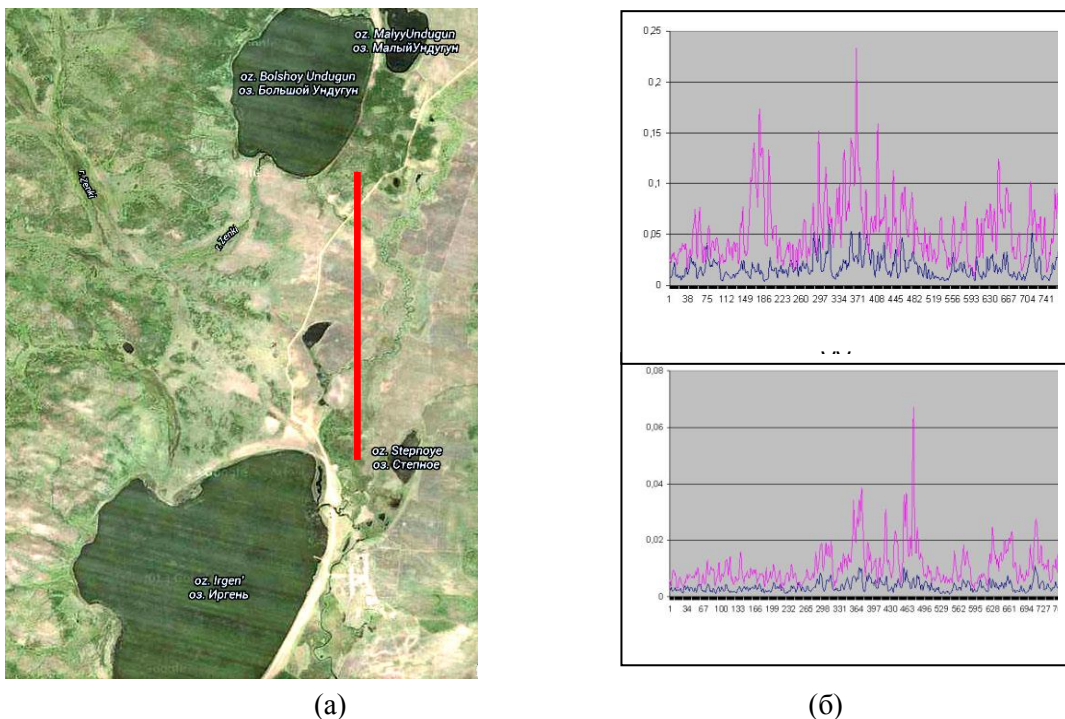 oz. MalyyUndugun
оз. МалыйУндугун
oz. Bolshoy Undugun
оз. Большой Ундугун
r.Zenki
r.Zenki
oz. Stepnoye
оз. Степное
oz. Irgen'
оз. Иргень
(а)
0,25
0,2
0,15
0,1
0,05
0
1 38 75 112 149 186 223 260 297 334 371 408 445 482 519 556 593 630 667 704 741
0,08
0,06
0,04
0,02
0
1 34 67 100 133 166 199 232 265 298 331 364 397 430 463 496 529 562 595 628 661 694 727
(б)